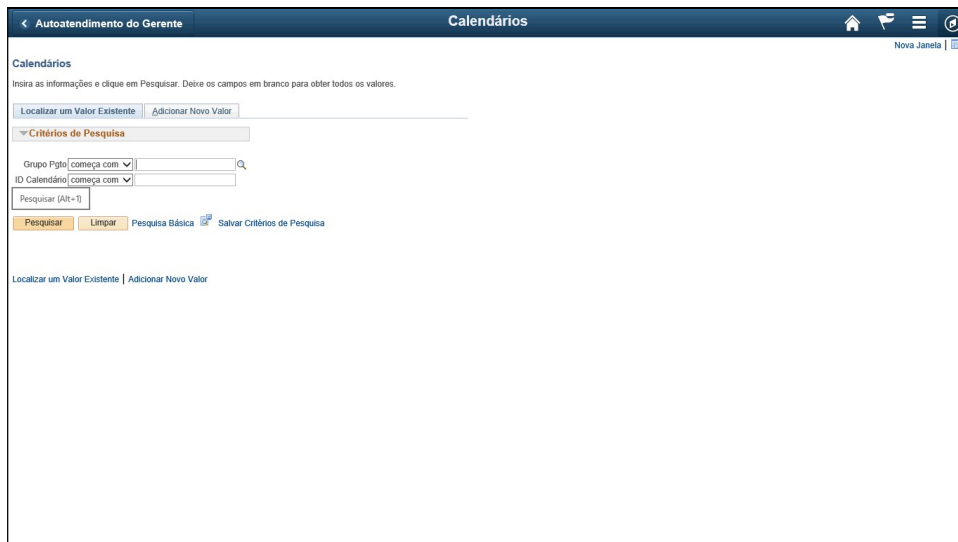 Autoatendimento do Gerente
Calendários
Nova Janela |
Calendários
Insira as informações e clique em Pesquisar. Deixe os campos em branco para obter todos os valores.
Localizar um Valor Existente Adicionar Novo Valor
Critérios de Pesquisa
Grupo Pgto começa com
ID Calendário começa com
Pesquisar (Alt+1)
Pesquisar Limpar Pesquisa Básica Salvar Critérios de Pesquisa
Localizar um Valor Existente | Adicionar Novo Valor